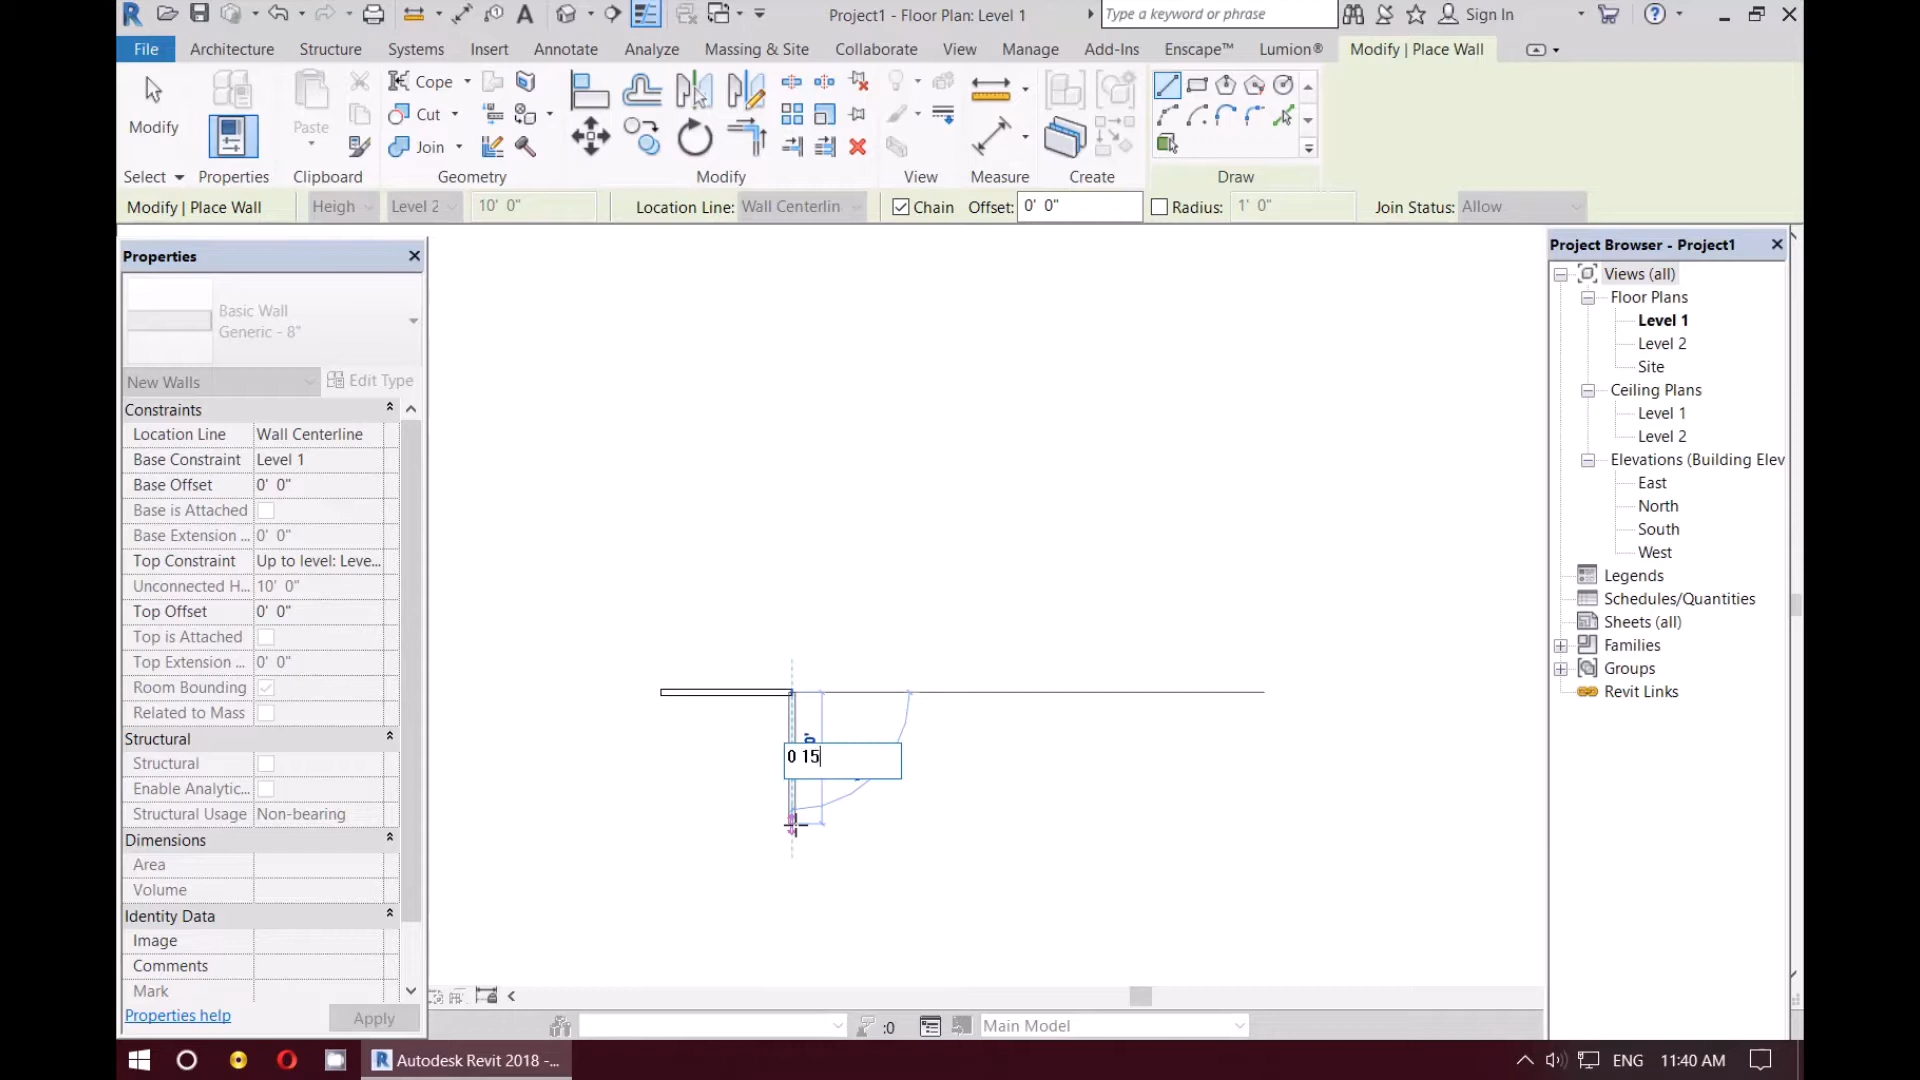 Project1 - Floor Plan: Level 1
Type a keyword or phrase
Sign In
File
Architecture
Structure
Systems
Insert
Annotate
Analyze
Massing & Site
Collaborate
View
Manage
Add-Ins
Enscape™
Lumion®
Modify | Place Wall
Modify
Paste
Cope
Cut
Join
Select
Properties
Clipboard
Geometry
Modify
View
Measure
Create
Draw
Modify | Place Wall
Heigh
Level 2
10' 0"
Location Line:
Wall Centerlin
Chain
Offset:
0' 0"
Radius:
1' 0"
Join Status:
Allow
Properties
Basic Wall
Generic - 8"
New Walls
Edit Type
Constraints
Location Line Wall Centerline
Base Constraint Level 1
Base Offset 0' 0"
Base is Attached
Base Extension ... 0' 0"
Top Constraint Up to level: Leve...
Unconnected H... 10' 0"
Top Offset 0' 0"
Top is Attached
Top Extension ... 0' 0"
Room Bounding
Related to Mass
Structural
Structural
Enable Analytic...
Structural Usage Non-bearing
Dimensions
Area
Volume
Identity Data
Image
Comments
Mark
Properties help
Apply
0 15
Project Browser - Project1
Views (all)
Floor Plans
Level 1
Level 2
Site
Ceiling Plans
Level 1
Level 2
Elevations (Building Elev
East
North
South
West
Legends
Schedules/Quantities
Sheets (all)
Families
Groups
Revit Links
:0
Main Model
Autodesk Revit 2018 -...
ENG
11:40 AM